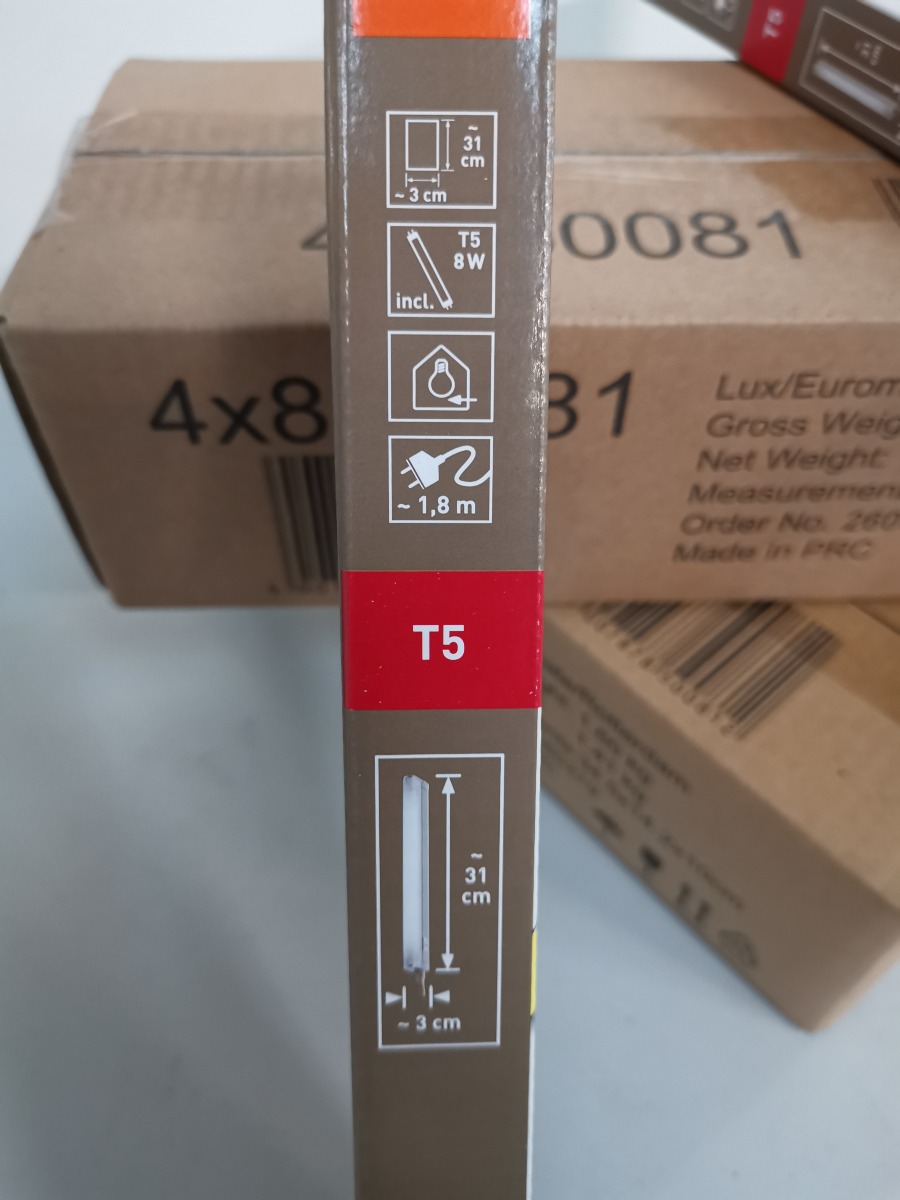 ~
31
cm
~ 3 cm
T5
8W
incl.
~ 1,8 m
T5
~
31
cm
~ 3 cm
T5
0081
4x8
81
Lux/Eurom
Gross Weig
Net Weight:
Measuremen
Order No. 260
Made in PRC